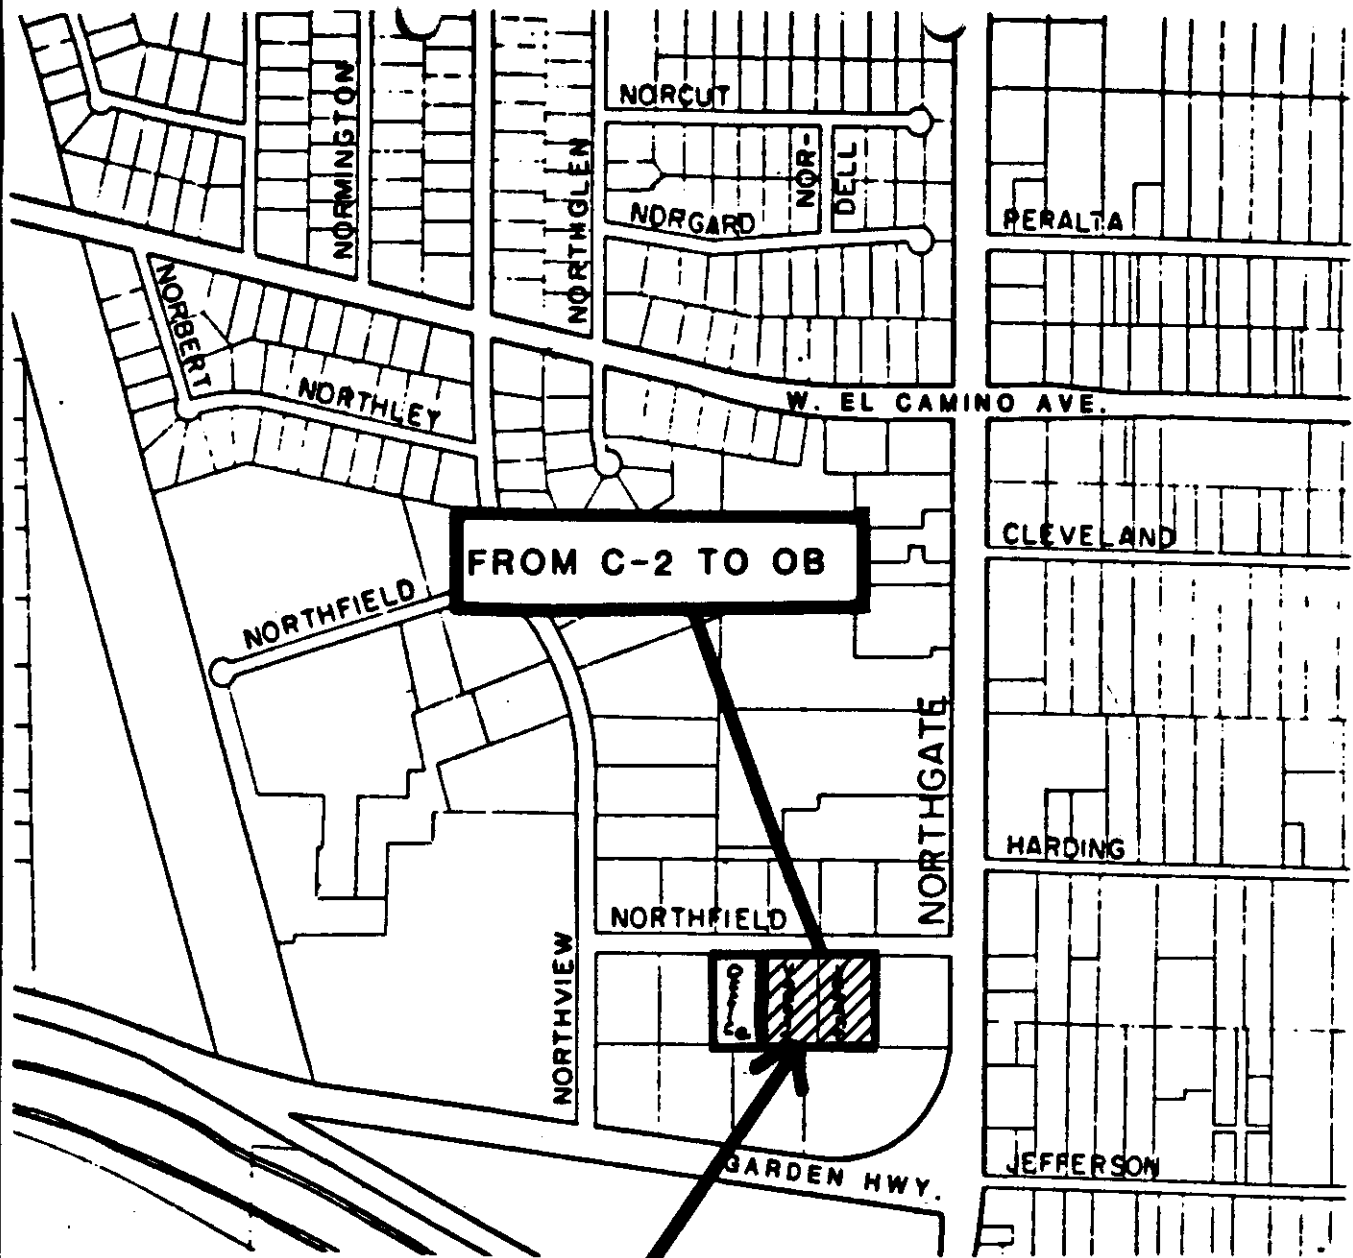 NORCUT
NORMINGTON
NORTHGLEN
NOR-
DELL
NORGARD
PERALTA
NORBERT
NORTHLEY
W. EL CAMINO AVE.
CLEVELAND
FROM C-2 TO OB
NORTHFIELD
NORTHGATE
HARDING
NORTHFIELD
NORTHVIEW
JEFFERSON
GARDEN HWY.